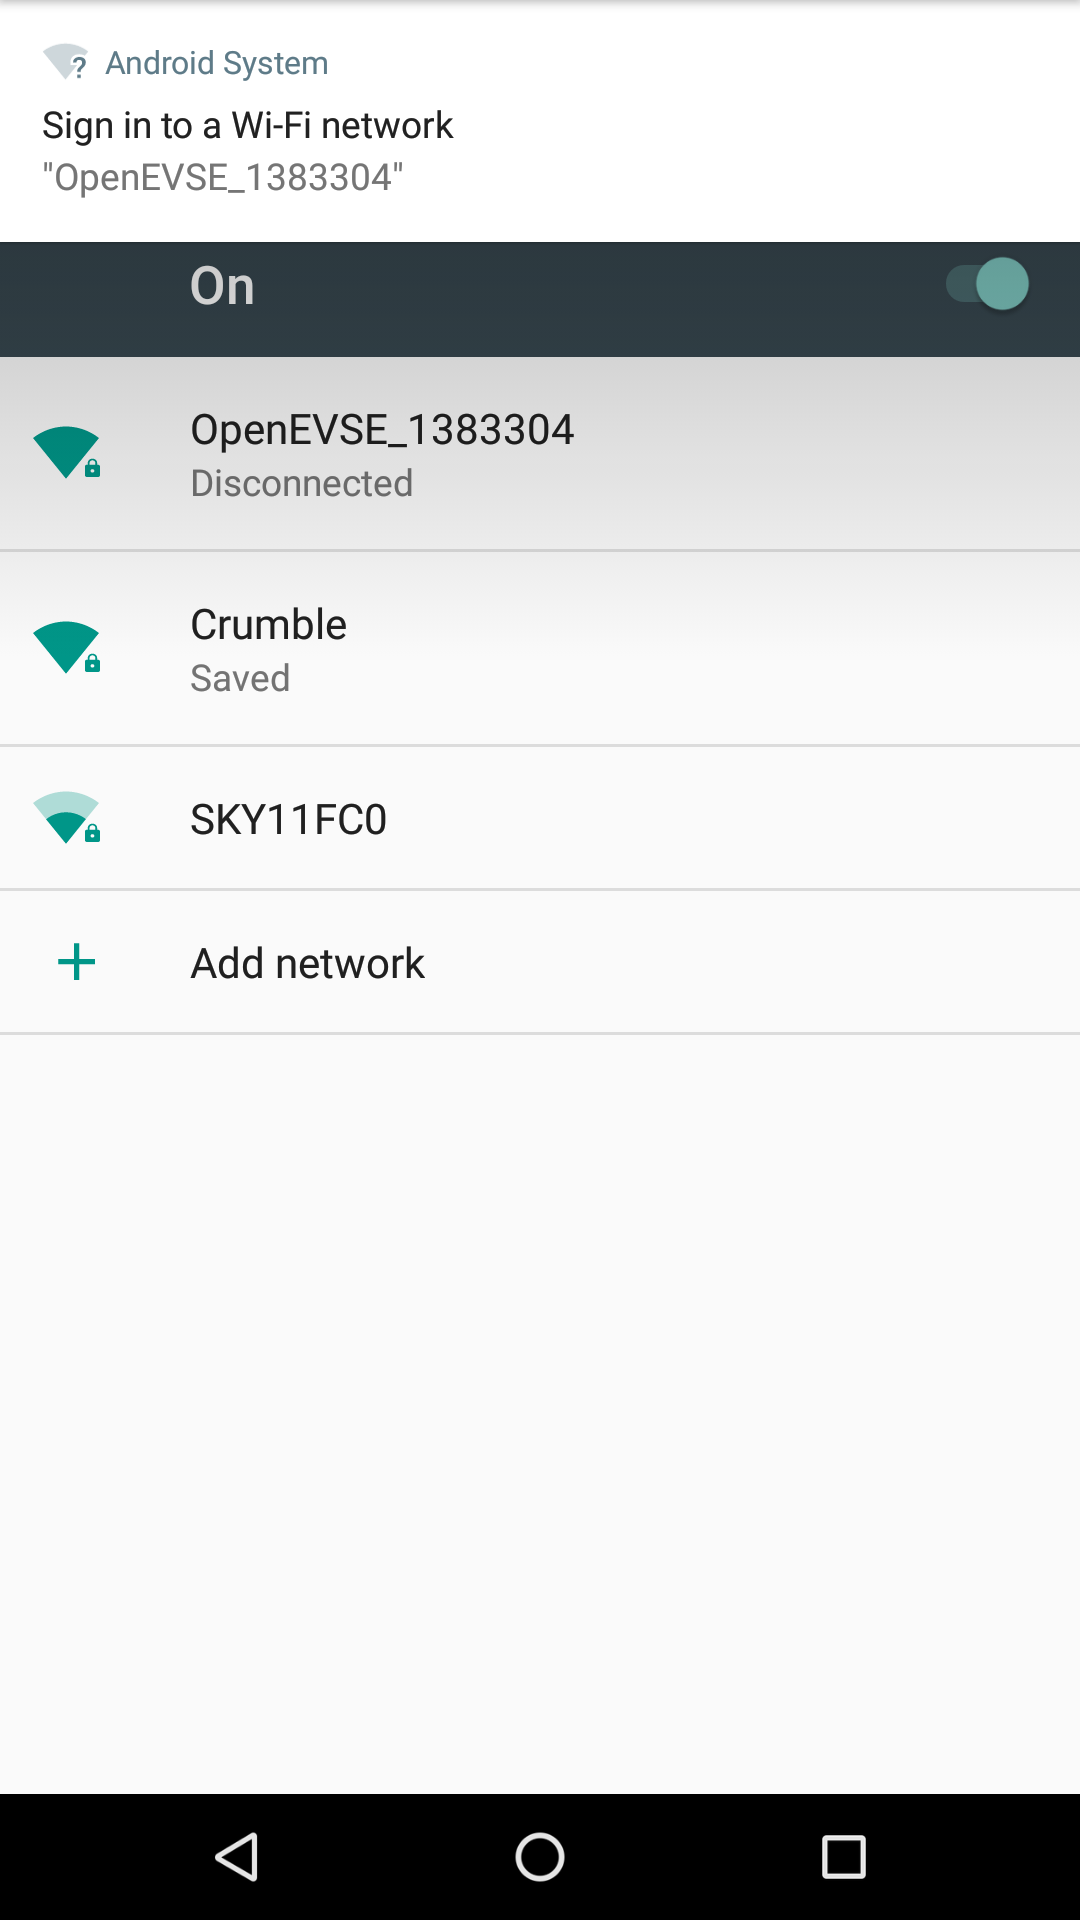 Android System
Sign in to a Wi-Fi network
"OpenEVSE_1383304"
On
OpenEVSE_1383304
Disconnected
Crumble
Saved
SKY11FC0
Add network